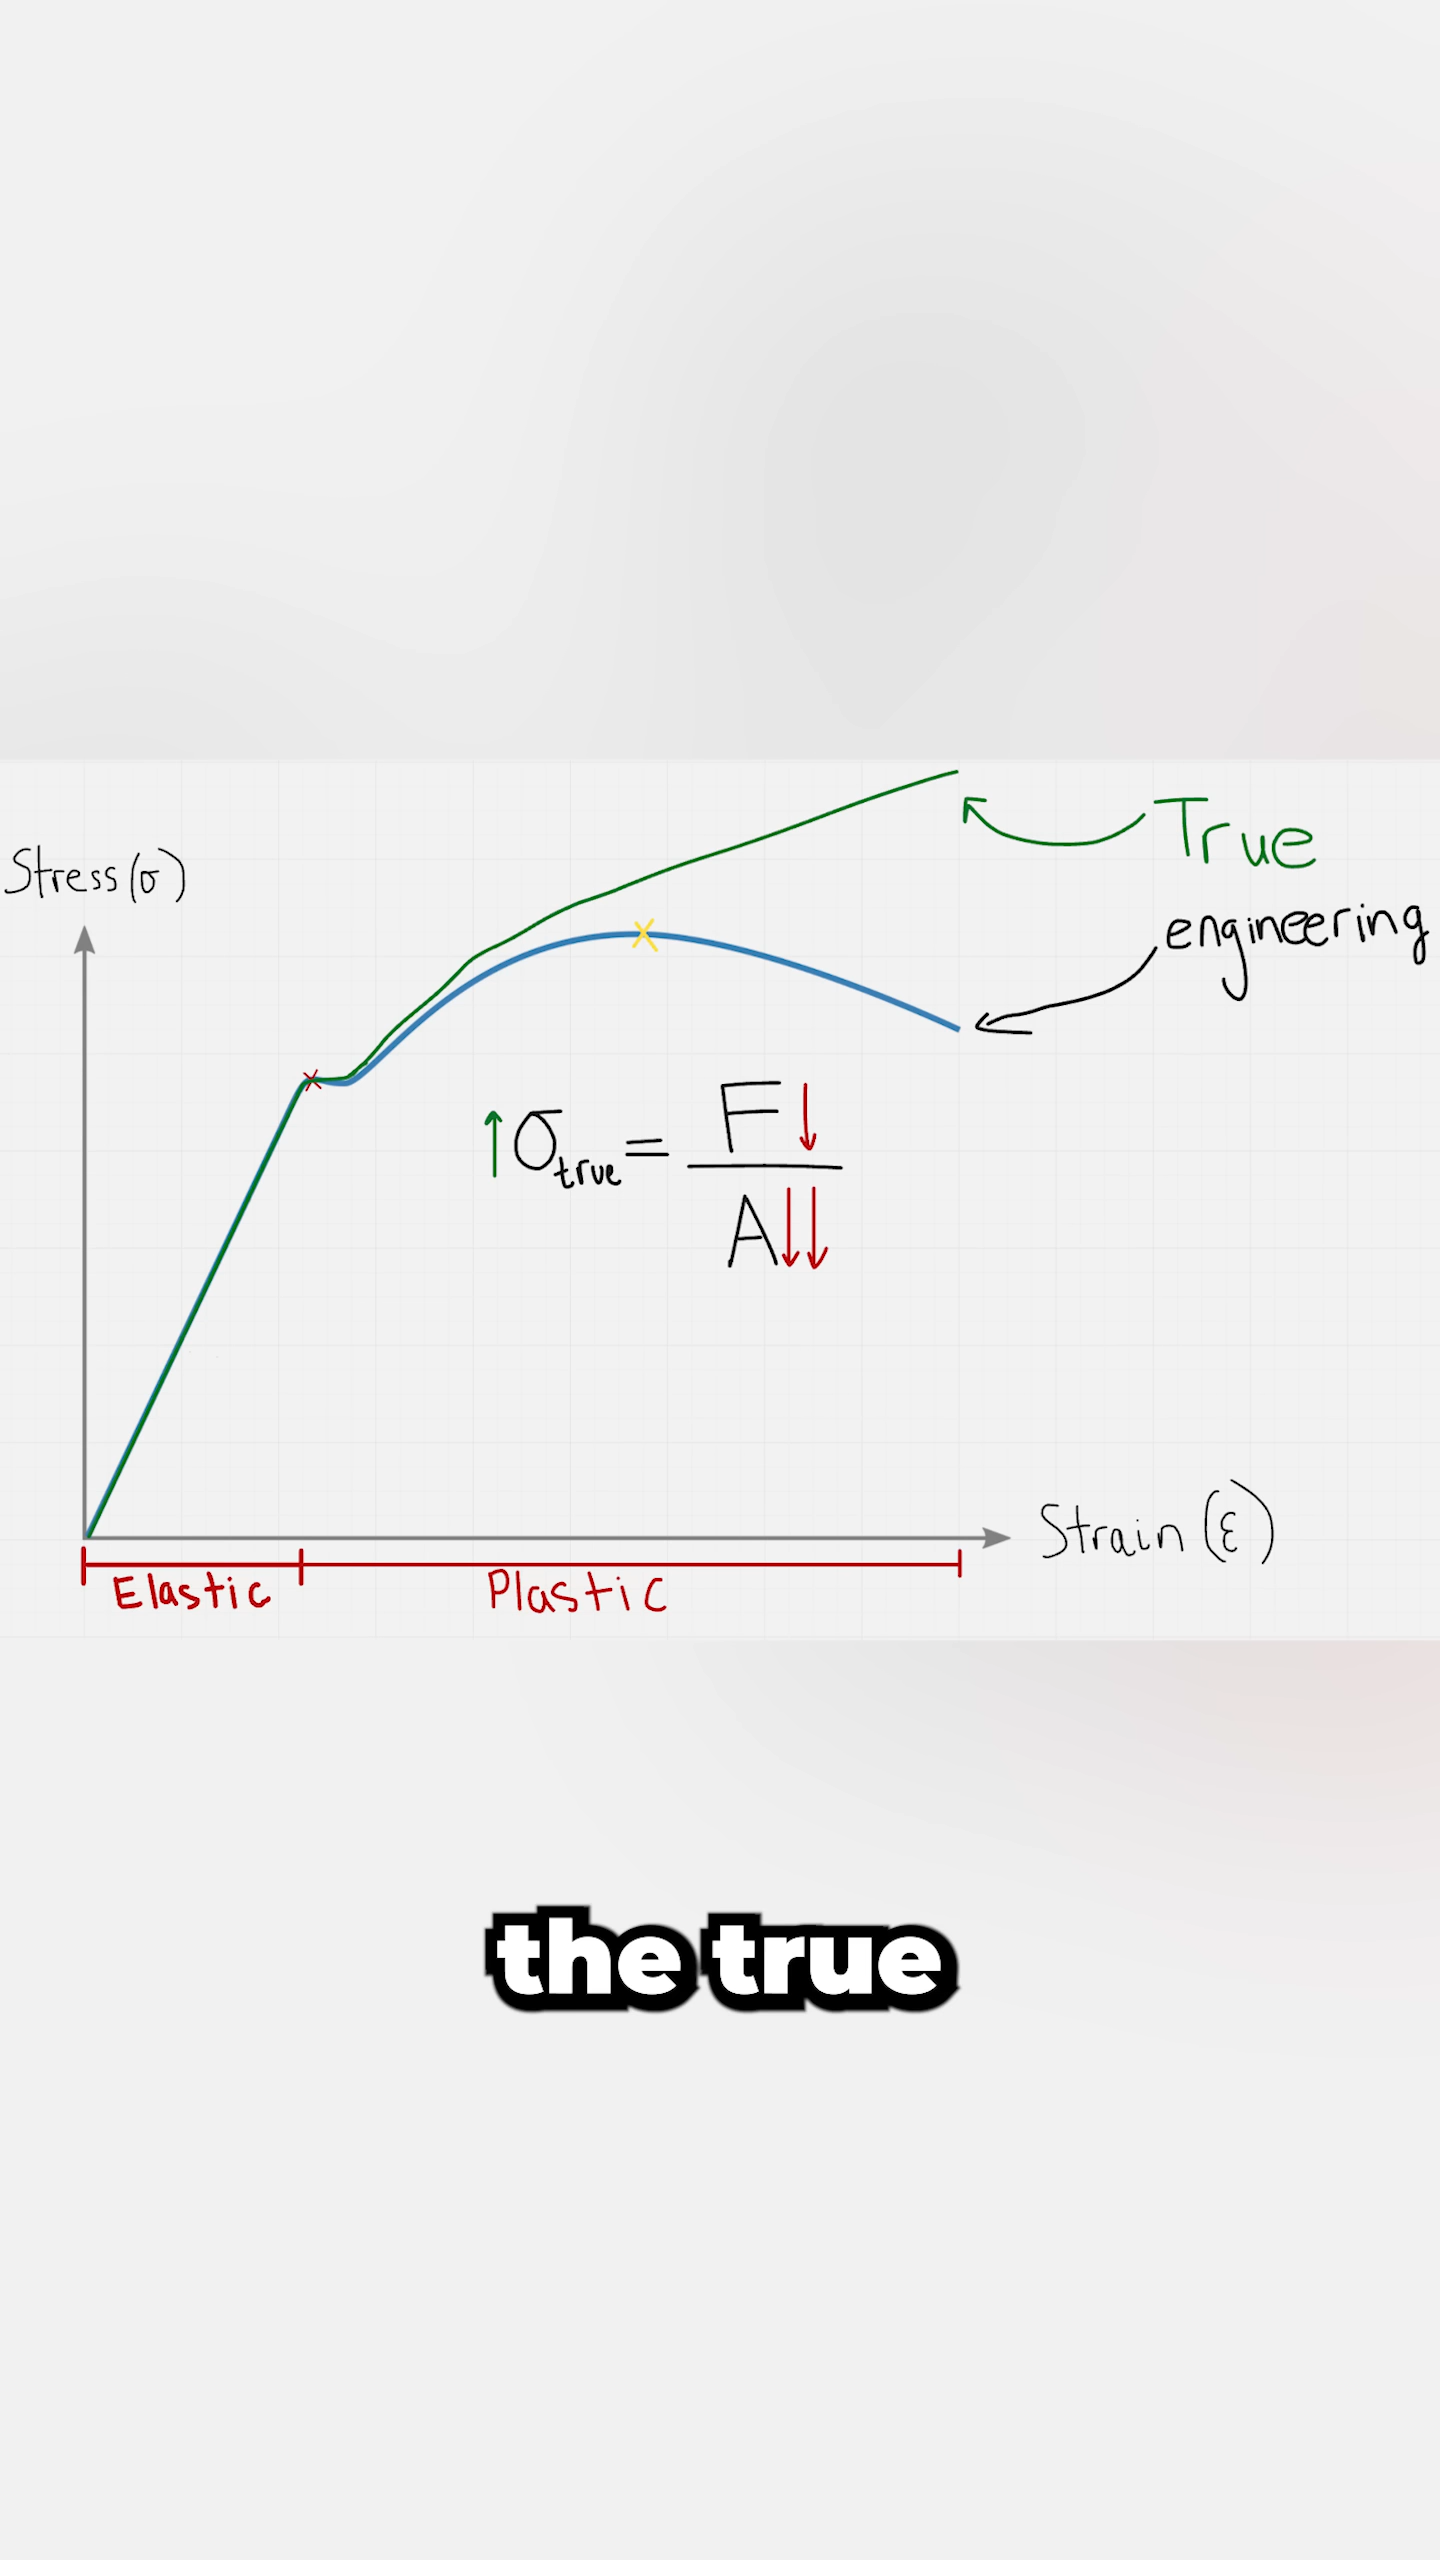 True
Stress (σ)
engineering
↑σtrue = F↓
A↓↓
Strain (ε)
Elastic
Plastic
the true